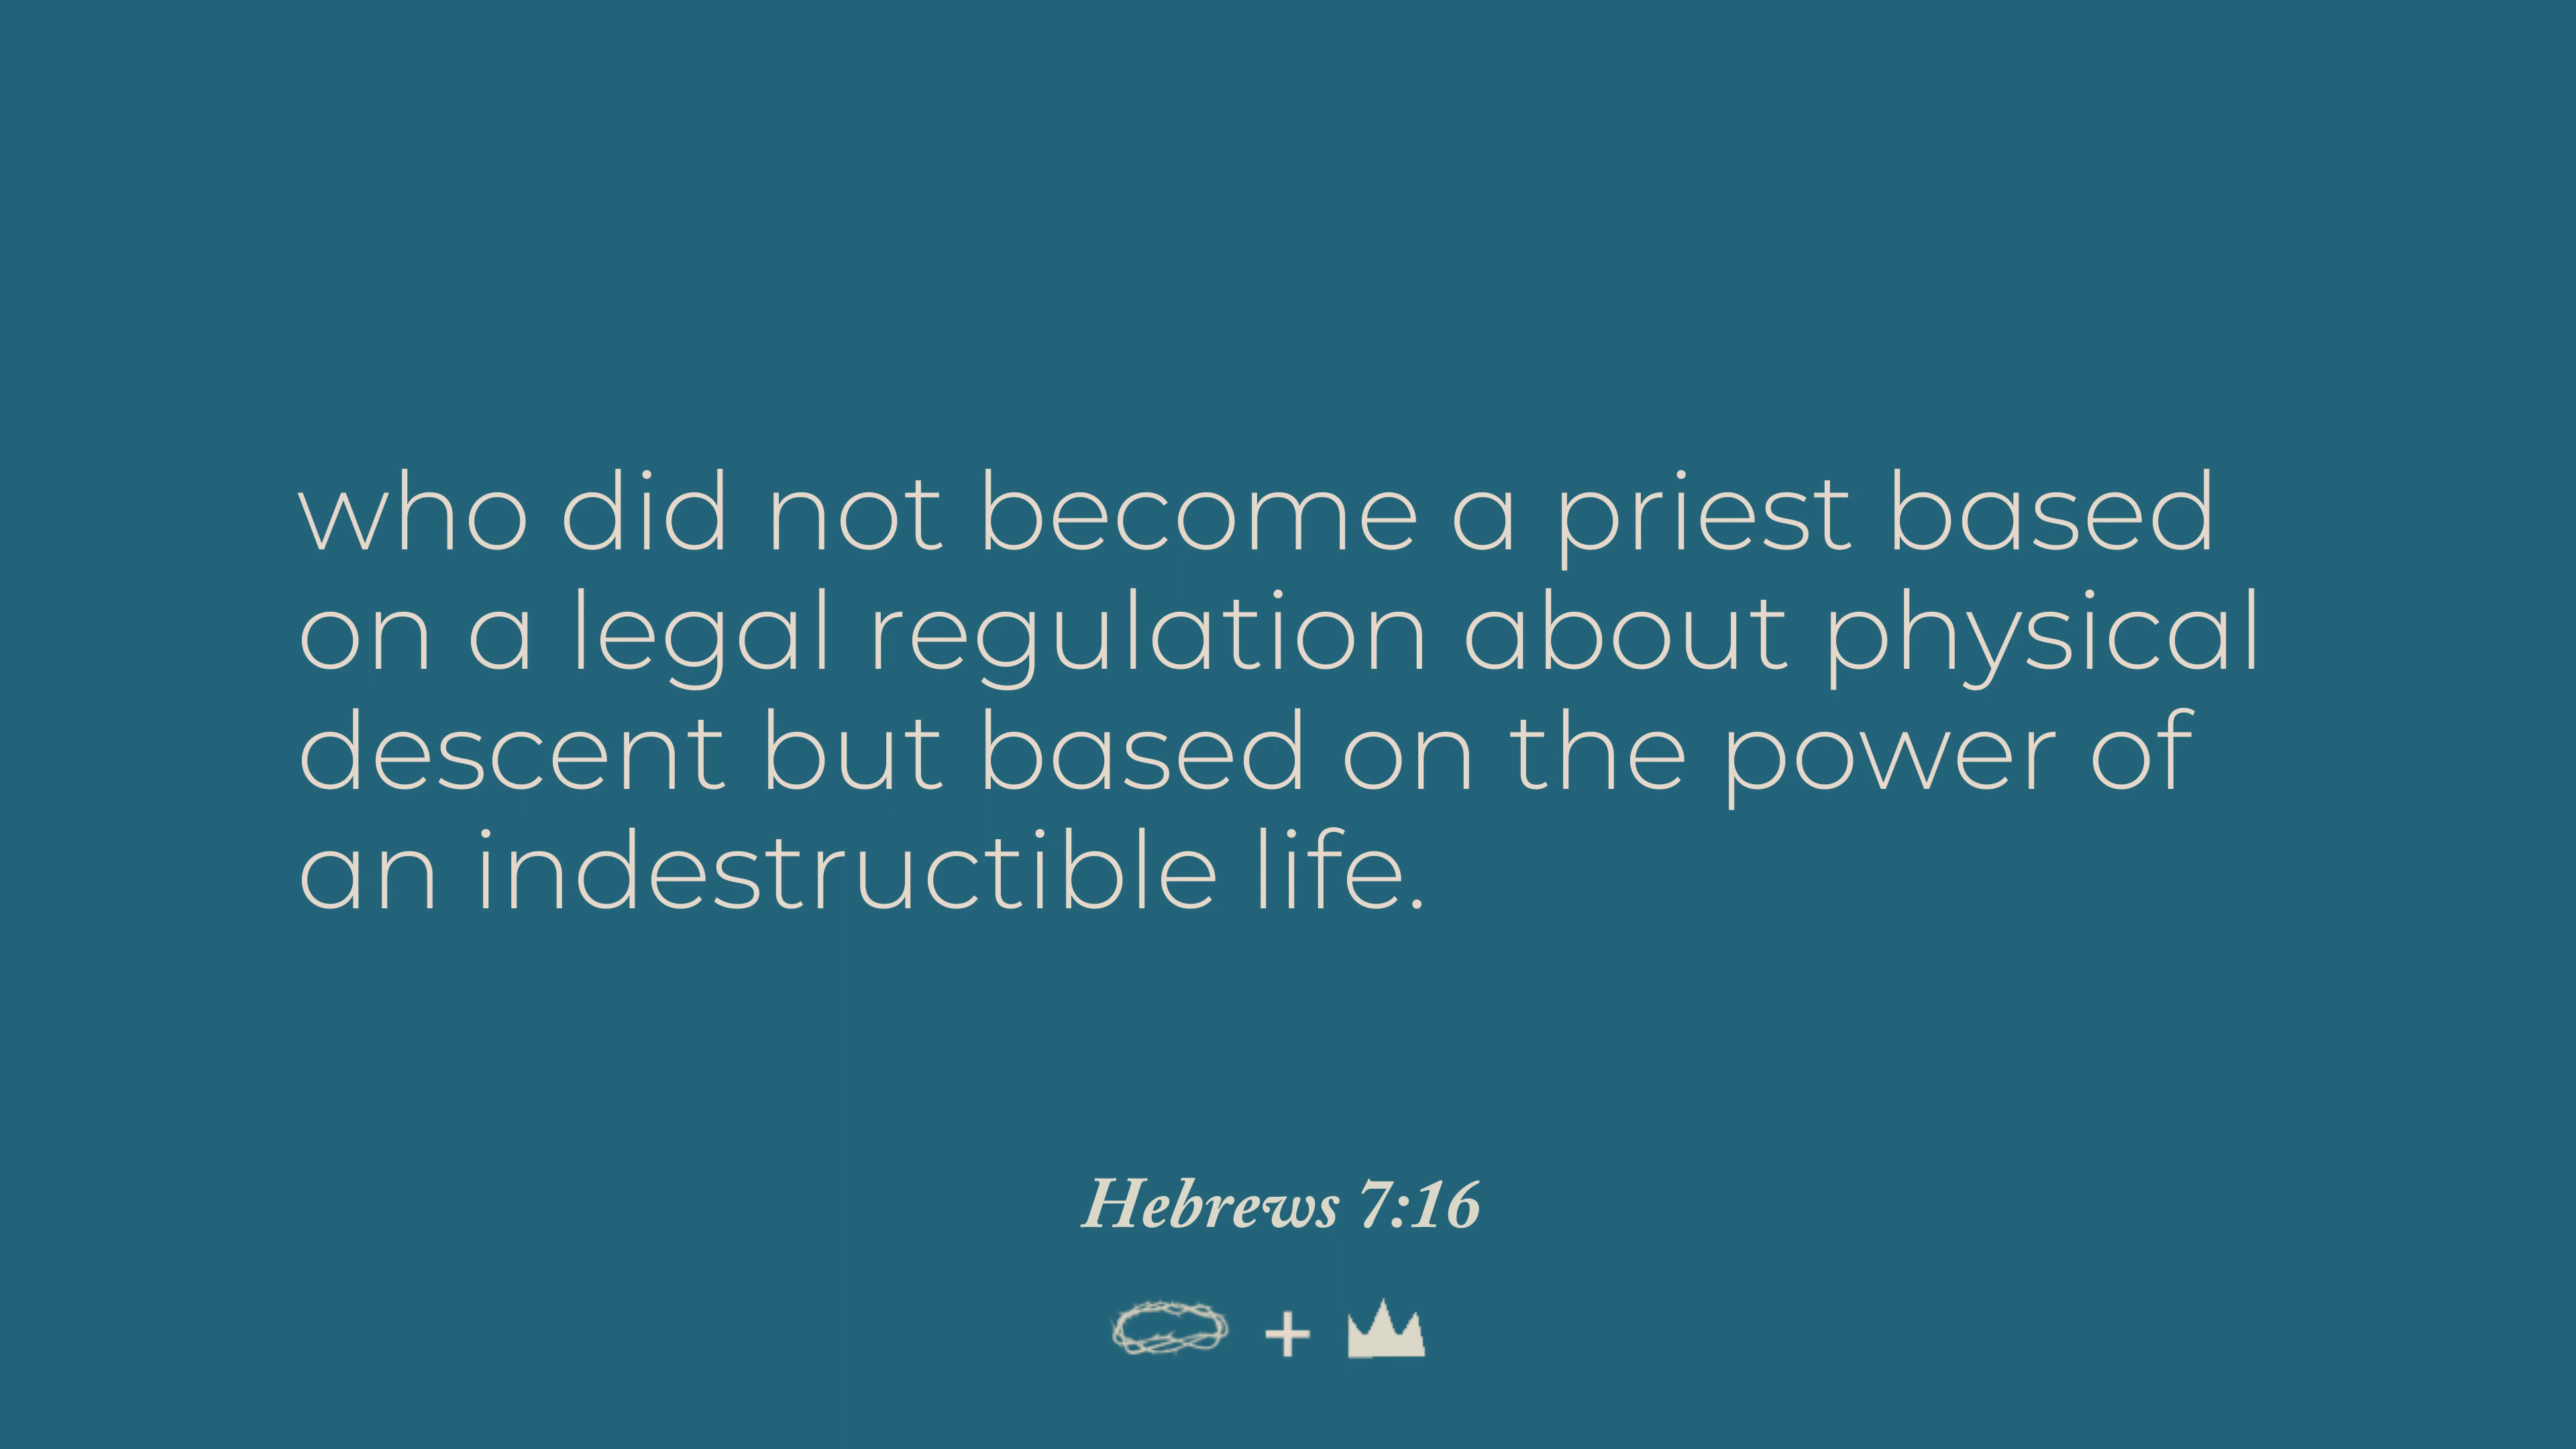 who did not become a priest based
on a legal regulation about physical
descent but based on the power of
an indestructible life.
Hebrews 7:16
+